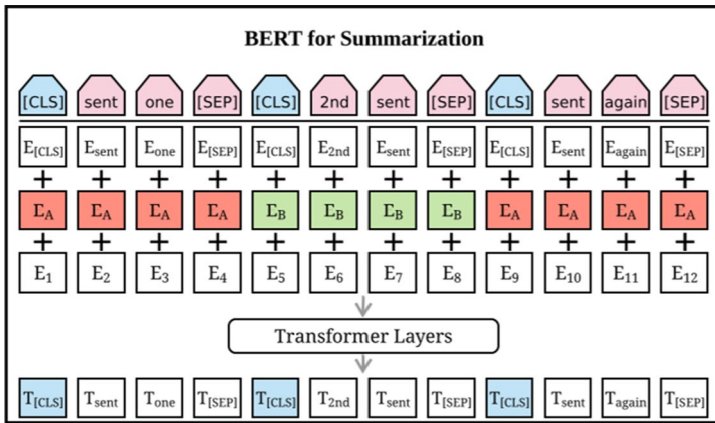 BERT for Summarization
[CLS] sent one [SEP] [CLS] 2nd sent [SEP] [CLS] sent again [SEP]
E[CLS] Esent Eone E[SEP] E[CLS] E2nd Esent E[SEP] E[CLS] Esent Eagain E[SEP]
+ + + + + + + + + + + +
EA EA EA EA EB EB EB EB EA EA EA EA
+ + + + + + + + + + + +
E1 E2 E3 E4 E5 E6 E7 E8 E9 E10 E11 E12
Transformer Layers
T[CLS] Tsent Tone T[SEP] T[CLS] T2nd Tsent T[SEP] T[CLS] Tsent Tagain T[SEP]